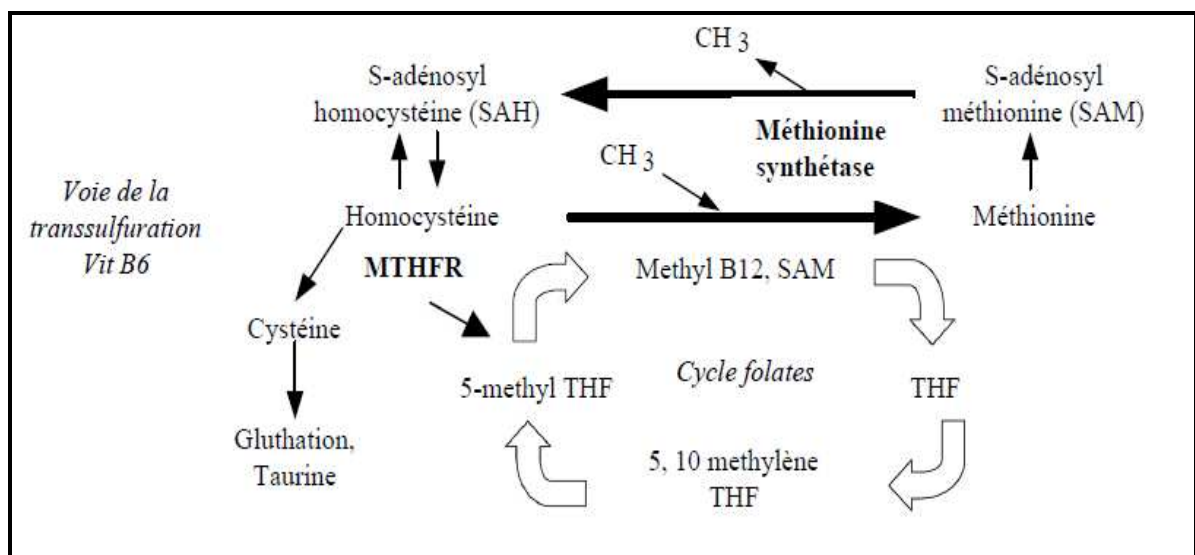 CH 3
S-adénosyl
homocystéine (SAH)
S-adénosyl
méthionine (SAM)
Méthionine
synthétase
CH 3
Voie de la
transsulfuration
Vit B6
Homocystéine
Méthionine
MTHFR
Methyl B12, SAM
Cystéine
5-methyl THF
Cycle folates
THF
Gluthation,
Taurine
5, 10 methylène
THF